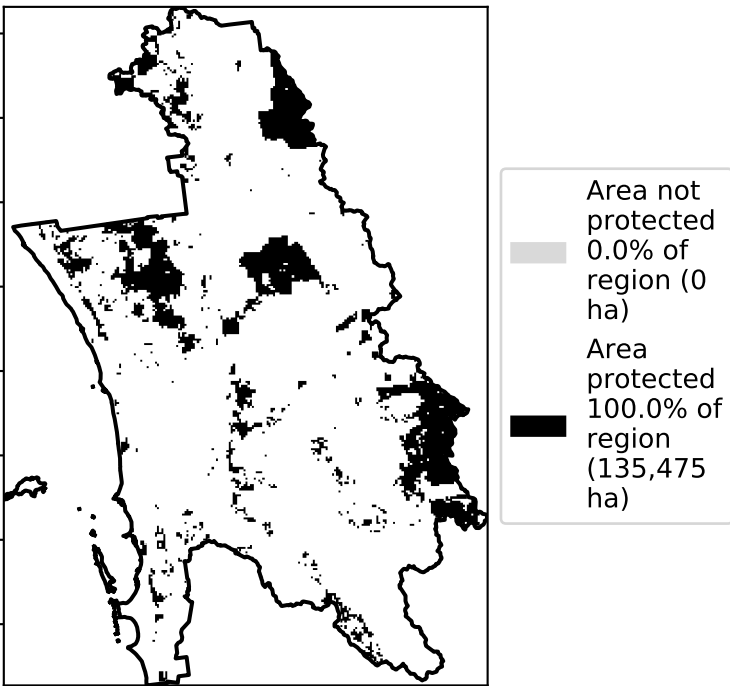 Area not
protected
0.0% of
region (0
ha)
Area
protected
100.0% of
region
(135,475
ha)